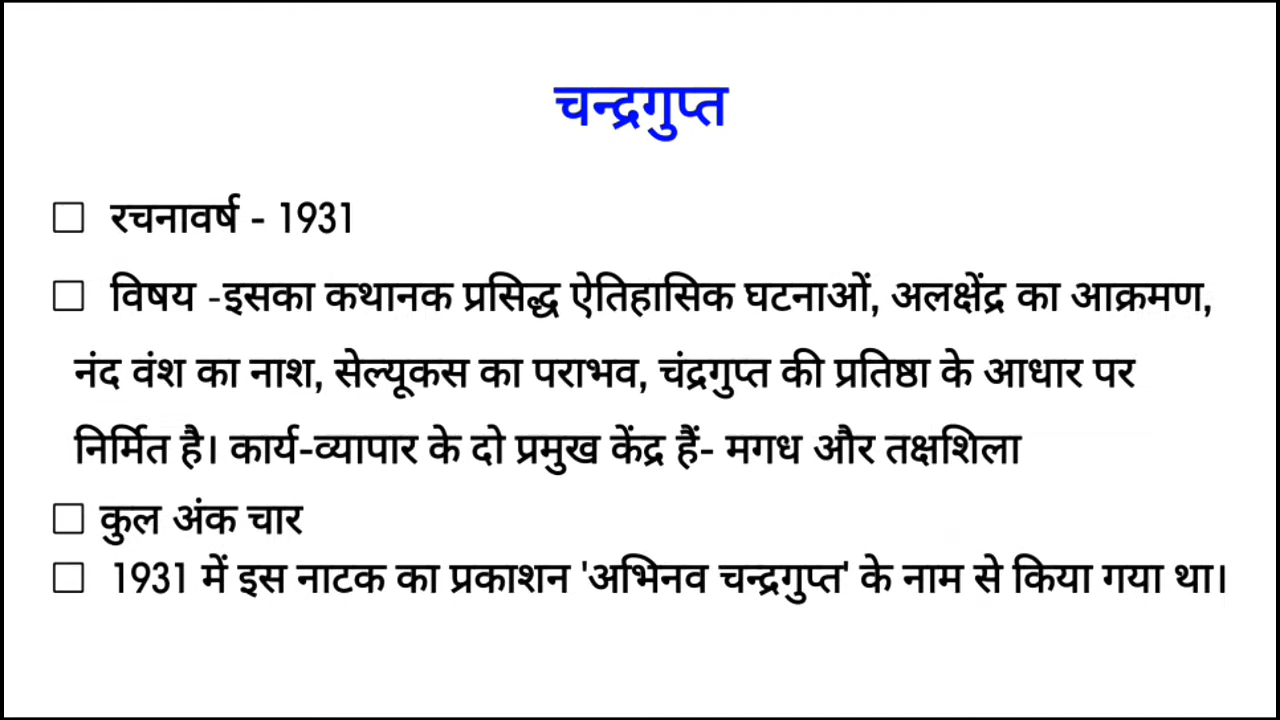 चन्द्रगुप्त
☐ रचनावर्ष - 1931
☐ विषय -इसका कथानक प्रसिद्ध ऐतिहासिक घटनाओं, अलक्षेंद्र का आक्रमण,
नंद वंश का नाश, सेल्यूकस का पराभव, चंद्रगुप्त की प्रतिष्ठा के आधार पर
निर्मित है। कार्य-व्यापार के दो प्रमुख केंद्र हैं- मगध और तक्षशिला
☐ कुल अंक चार
☐ 1931 में इस नाटक का प्रकाशन 'अभिनव चन्द्रगुप्त' के नाम से किया गया था।